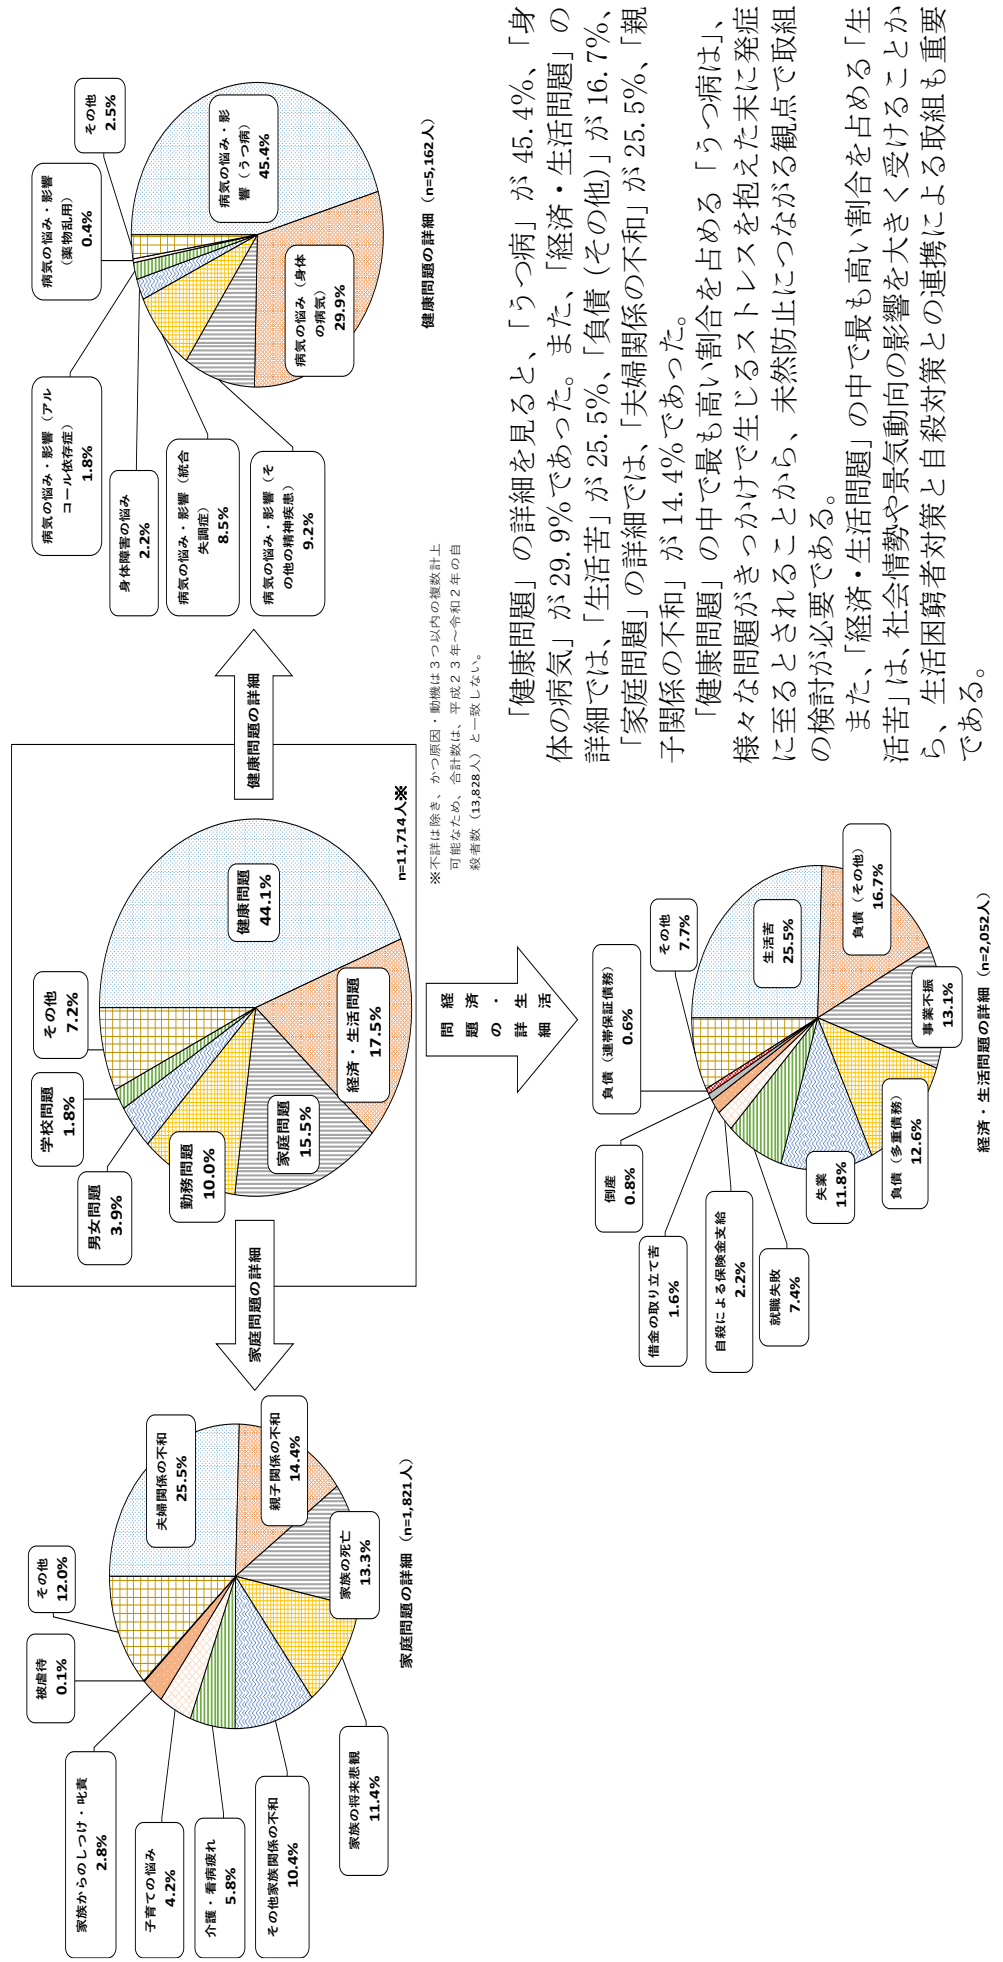 その他
7.2%
学校問題
1.8%
男女問題
3.9%
勤務問題
10.0%
家庭問題
15.5%
経済・生活問題
17.5%
健康問題
44.1%
n=11,714人※
家庭問題の詳細
健康問題の詳細
経済・生活
問題の詳細
※不詳は除き、かつ原因・動機は３つ以内の複数計上
可能なため、合計数は、平成２３年～令和２年の自
殺者数（13,828人）と一致しない。
その他
12.0%
被虐待
0.1%
家族からのしつけ・叱責
2.8%
子育ての悩み
4.2%
介護・看病疲れ
5.8%
その他家族関係の不和
10.4%
家族の将来悲観
11.4%
家族の死亡
13.3%
親子関係の不和
14.4%
夫婦関係の不和
25.5%
家庭問題の詳細（n=1,821人）
その他
2.5%
病気の悩み・影響
（薬物乱用）
0.4%
病気の悩み・影響（アル
コール依存症）
1.8%
身体障害の悩み
2.2%
病気の悩み・影響（統合
失調症）
8.5%
病気の悩み・影響（そ
の他の精神疾患）
9.2%
病気の悩み（身体
の病気）
29.9%
病気の悩み・影
響（うつ病）
45.4%
健康問題の詳細（n=5,162人）
その他
7.7%
負債（連帯保証債務）
0.6%
倒産
0.8%
借金の取り立て苦
1.6%
自殺による保険金支給
2.2%
就職失敗
7.4%
失業
11.8%
負債（多重債務）
12.6%
事業不振
13.1%
負債（その他）
16.7%
生活苦
25.5%
経済・生活問題の詳細（n=2,052人）
「健康問題」の詳細を見ると、「うつ病」が 45.4%、「身
体の病気」が 29.9%であった。また、「経済・生活問題」の
詳細では、「生活苦」が 25.5%、「負債（その他）」が 16.7%、
「家庭問題」の詳細では、「夫婦関係の不和」が 25.5%、「親
子関係の不和」が 14.4%であった。
「健康問題」の中で最も高い割合を占める「うつ病は」、
様々な問題がきっかけで生じるストレスを抱えた末に発症
に至るとされることから、未然防止につながる観点で取組
の検討が必要である。
また、「経済・生活問題」の中で最も高い割合を占める「生
活苦」は、社会情勢や景気動向の影響を大きく受けることか
ら、生活困窮者対策と自殺対策との連携による取組も重要
である。